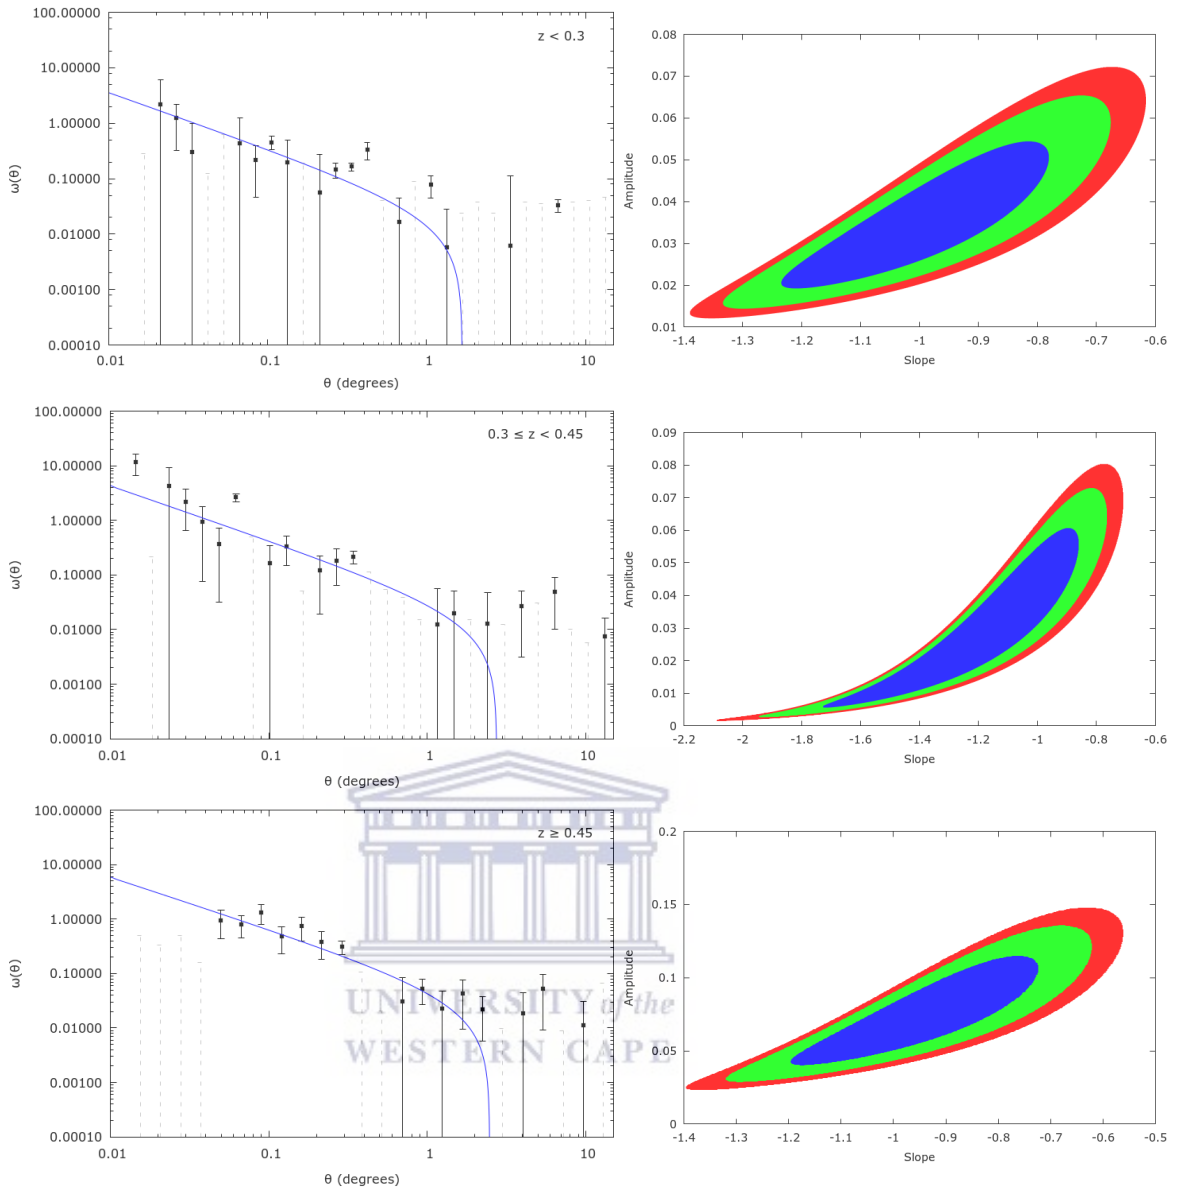 100.00000
10.00000
1.00000
0.10000
0.01000
0.00100
0.00010
ω(θ)
z < 0.3
0.01 0.1 1 10
θ (degrees)
0.08
0.07
0.06
0.05
0.04
0.03
0.02
0.01
Amplitude
-1.4 -1.3 -1.2 -1.1 -1 -0.9 -0.8 -0.7 -0.6
Slope
100.00000
10.00000
1.00000
0.10000
0.01000
0.00100
0.00010
ω(θ)
0.3 ≤ z < 0.45
0.01 0.1 1 10
θ (degrees)
0.09
0.08
0.07
0.06
0.05
0.04
0.03
0.02
0.01
0
Amplitude
-2.2 -2 -1.8 -1.6 -1.4 -1.2 -1 -0.8 -0.6
Slope
100.00000
10.00000
1.00000
0.10000
0.01000
0.00100
0.00010
ω(θ)
z ≥ 0.45
0.01 0.1 1 10
θ (degrees)
0.2
0.15
0.1
0.05
0
Amplitude
-1.4 -1.3 -1.2 -1.1 -1 -0.9 -0.8 -0.7 -0.6 -0.5
Slope
UNIVERSITY of the
WESTERN CAPE